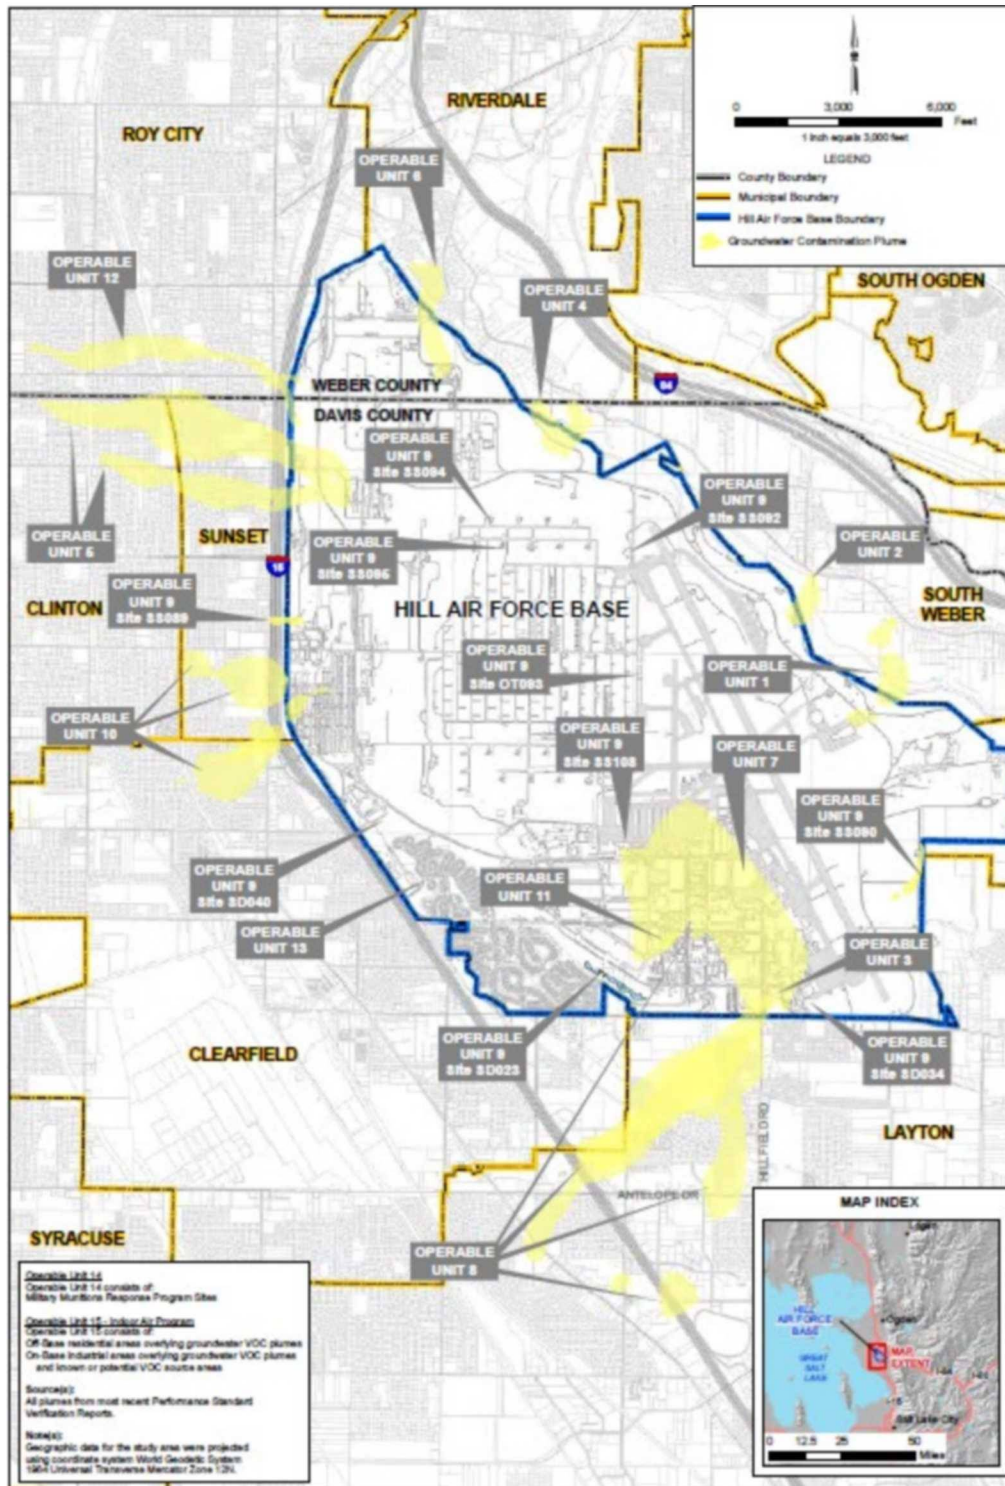 RIVERDALE
ROY CITY
OPERABLE
UNIT 6
OPERABLE
UNIT 12
OPERABLE
UNIT 4
0 3,000 6,000
Feet
1 inch equals 3,000 feet
LEGEND
County Boundary
Municipal Boundary
Hill Air Force Base Boundary
Groundwater Contamination Plume
SOUTH OGDEN
84
WEBER COUNTY
DAVIS COUNTY
OPERABLE
UNIT 9
Site SS094
OPERABLE
UNIT 9
Site SS092
OPERABLE
UNIT 2
OPERABLE
UNIT 5
SUNSET
OPERABLE
UNIT 9
Site SS095
15
CLINTON
OPERABLE
UNIT 9
Site SS089
HILL AIR FORCE BASE
SOUTH
WEBER
OPERABLE
UNIT 9
Site OT093
OPERABLE
UNIT 1
OPERABLE
UNIT 10
OPERABLE
UNIT 9
Site SS108
OPERABLE
UNIT 7
OPERABLE
UNIT 9
Site SS090
OPERABLE
UNIT 9
Site SD040
OPERABLE
UNIT 11
OPERABLE
UNIT 13
OPERABLE
UNIT 3
CLEARFIELD
OPERABLE
UNIT 9
Site SD023
OPERABLE
UNIT 9
Site SD034
LAYTON
HILLFIELD RD
ANTELOPE DR
SYRACUSE
OPERABLE
UNIT 8
Operable Unit 14
Operable Unit 14 consists of:
Military Munitions Response Program Sites
Operable Unit 15 - Indoor Air Program
Operable Unit 15 consists of:
Off-Base residential areas overlying groundwater VOC plumes
On-Base industrial areas overlying groundwater VOC plumes
and known or potential VOC source areas
Source(s):
All plumes from most recent Performance Standard
Verification Reports.
Note(s):
Geographic data for the study area were projected
using coordinate system World Geodetic System
1984 Universal Transverse Mercator Zone 12N.
MAP INDEX
Logan
HILL
AIR FORCE
BASE
Ogden
MAP
EXTENT
GREAT
SALT
LAKE
I-84
I-80
I-15
Salt Lake City
0 12.5 25 50
Miles